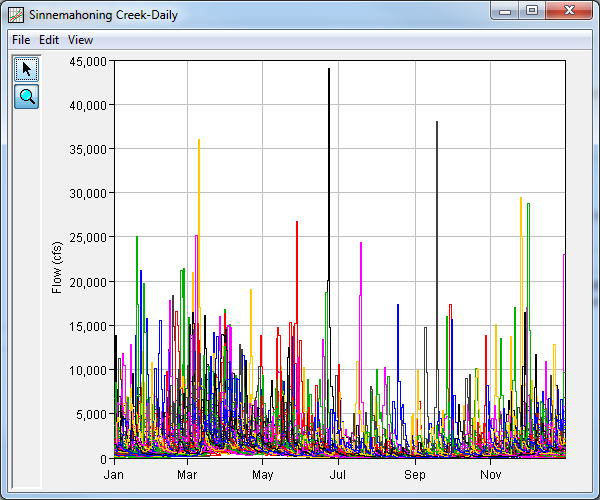 Sinnemahoning Creek-Daily
File Edit View
45,000
40,000
35,000
30,000
25,000
20,000
15,000
10,000
5,000
0
Flow (cfs)
Jan Mar May Jul Sep Nov